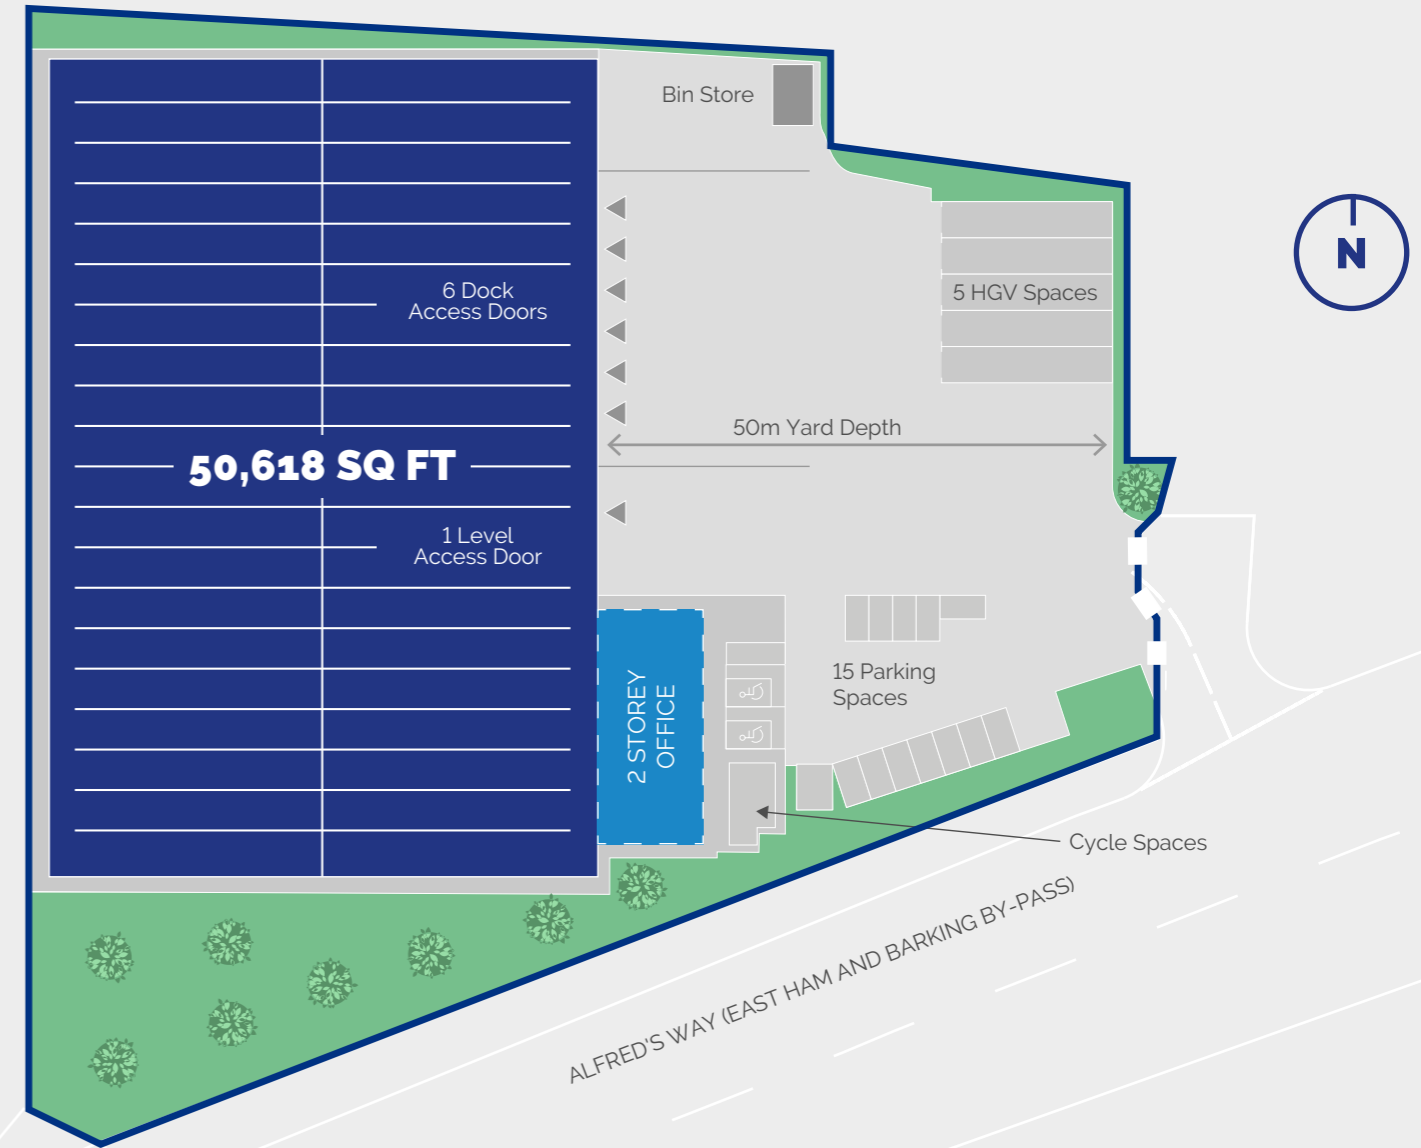 Bin Store
N
6 Dock
Access Doors
5 HGV Spaces
50m Yard Depth
50,618 SQ FT
1 Level
Access Door
2 STOREY
OFFICE
15 Parking
Spaces
Cycle Spaces
ALFRED'S WAY (EAST HAM AND BARKING BY-PASS)